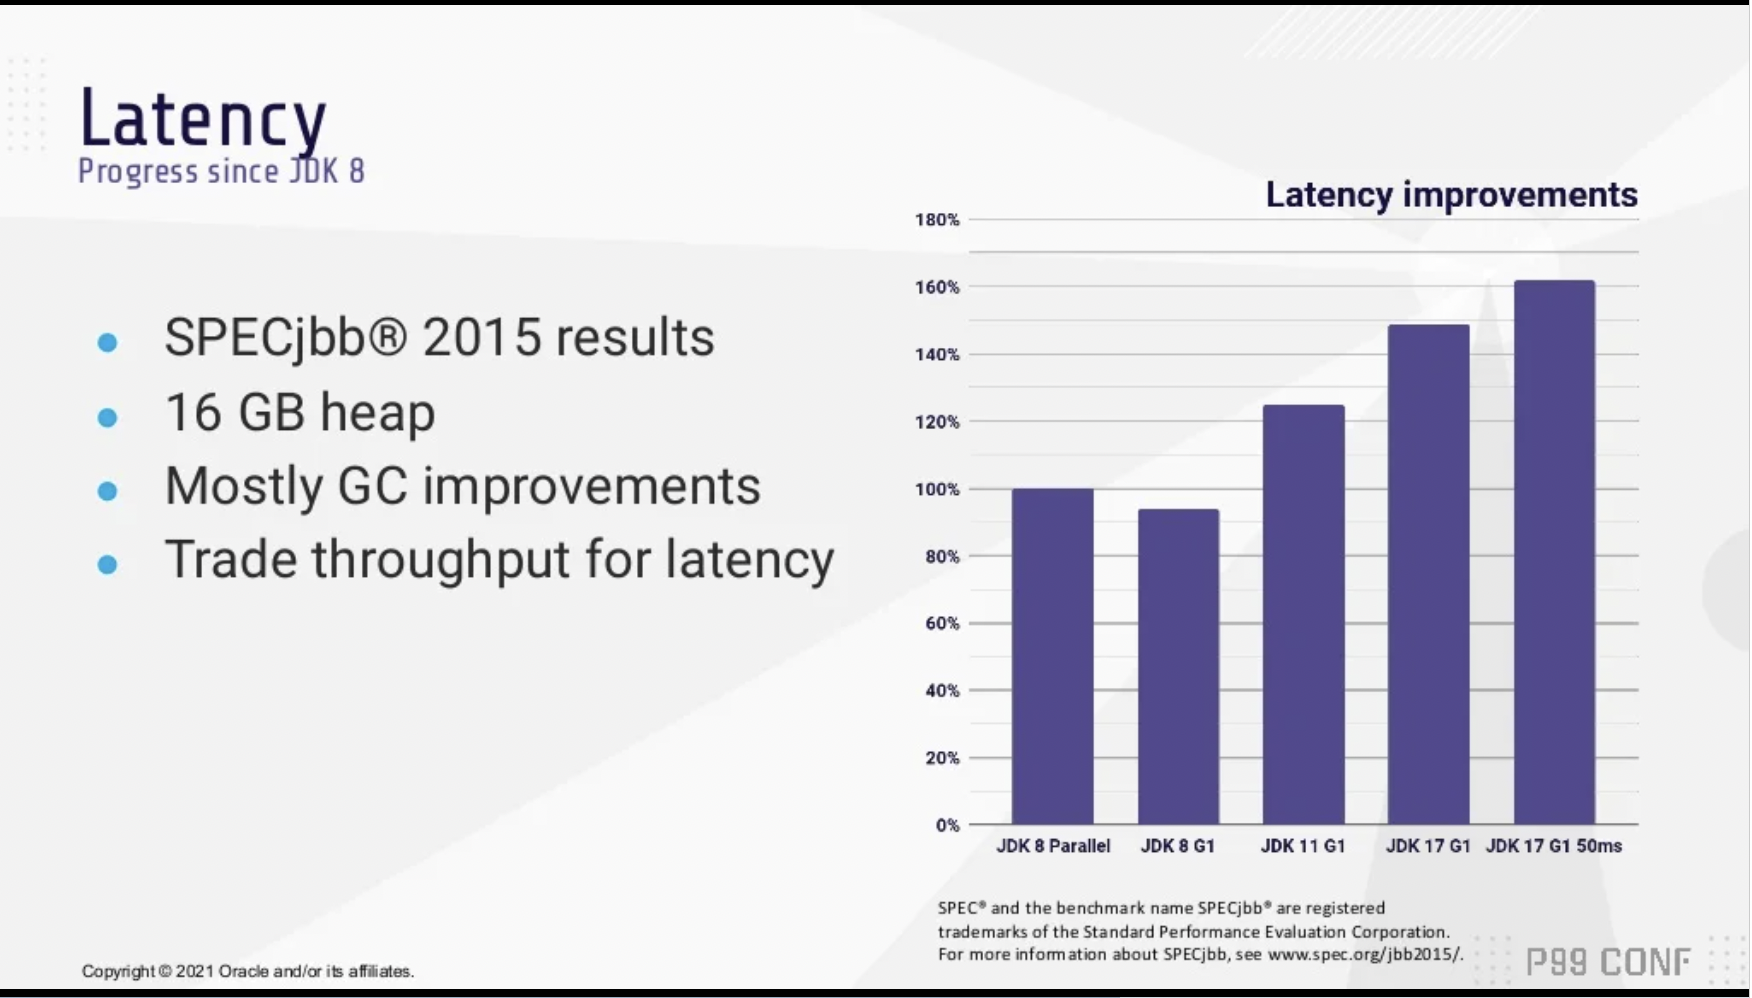 Latency
Progress since JDK 8
SPECjbb® 2015 results
16 GB heap
Mostly GC improvements
Trade throughput for latency
Latency improvements
180%
160%
140%
120%
100%
80%
60%
40%
20%
0%
JDK 8 Parallel
JDK 8 G1
JDK 11 G1
JDK 17 G1
JDK 17 G1 50ms
SPEC® and the benchmark name SPECjbb® are registered
trademarks of the Standard Performance Evaluation Corporation.
For more information about SPECjbb, see www.spec.org/jbb2015/.
Copyright © 2021 Oracle and/or its affiliates.
P99 CONF